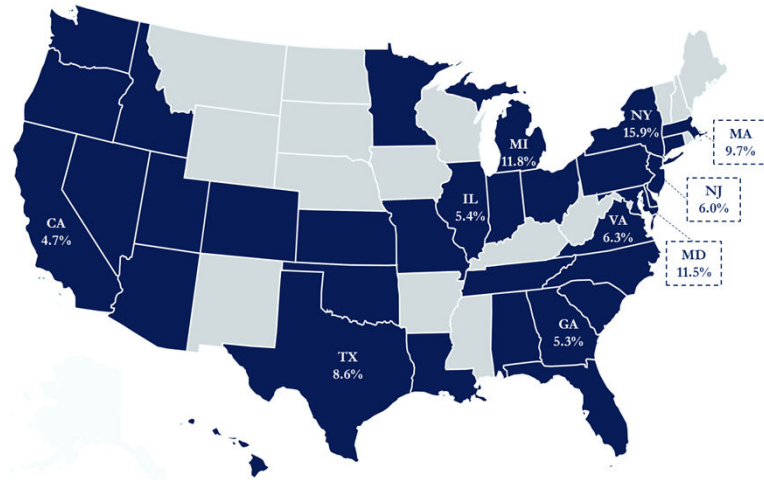 NY
15.9%
MA
9.7%
MI
11.8%
NJ
6.0%
IL
5.4%
CA
4.7%
VA
6.3%
MD
11.5%
GA
5.3%
TX
8.6%